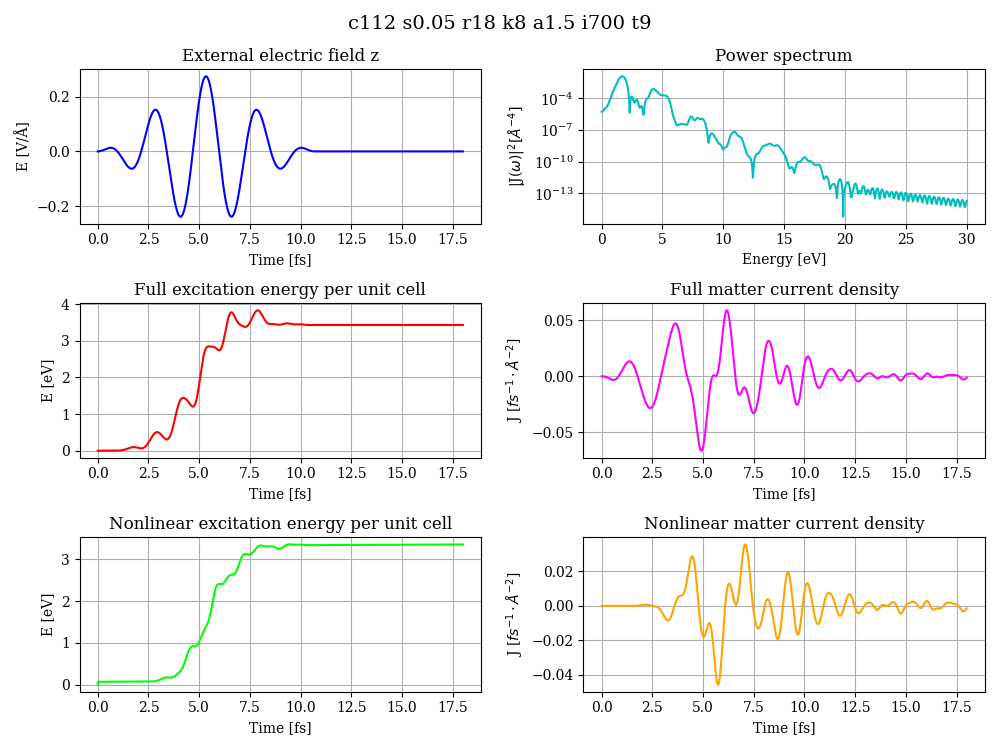 c112 s0.05 r18 k8 a1.5 i700 t9
External electric field z
E [V/Å]
0.2
0.0
−0.2
0.0 2.5 5.0 7.5 10.0 12.5 15.0 17.5
Time [fs]
Power spectrum
|J(ω)|² [Å⁻⁴]
10⁻⁴
10⁻⁷
10⁻¹⁰
10⁻¹³
0 5 10 15 20 25 30
Energy [eV]
Full excitation energy per unit cell
E [eV]
4
3
2
1
0
0.0 2.5 5.0 7.5 10.0 12.5 15.0 17.5
Time [fs]
Full matter current density
J [fs⁻¹ · Å⁻²]
0.05
0.00
−0.05
0.0 2.5 5.0 7.5 10.0 12.5 15.0 17.5
Time [fs]
Nonlinear excitation energy per unit cell
E [eV]
3
2
1
0
0.0 2.5 5.0 7.5 10.0 12.5 15.0 17.5
Time [fs]
Nonlinear matter current density
J [fs⁻¹ · Å⁻²]
0.02
0.00
−0.02
−0.04
0.0 2.5 5.0 7.5 10.0 12.5 15.0 17.5
Time [fs]